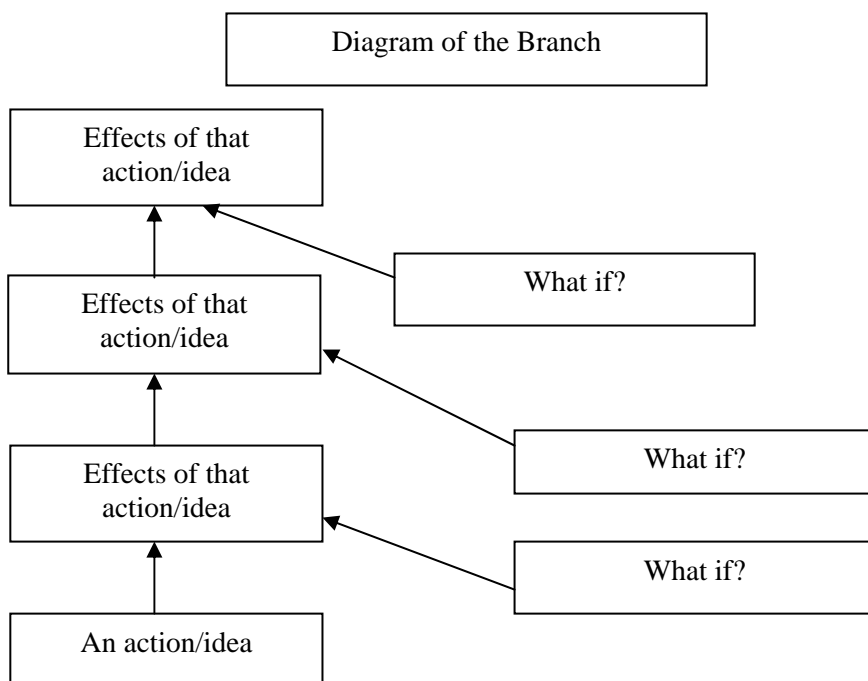 Diagram of the Branch
Effects of that
action/idea
What if?
Effects of that
action/idea
What if?
Effects of that
action/idea
What if?
An action/idea